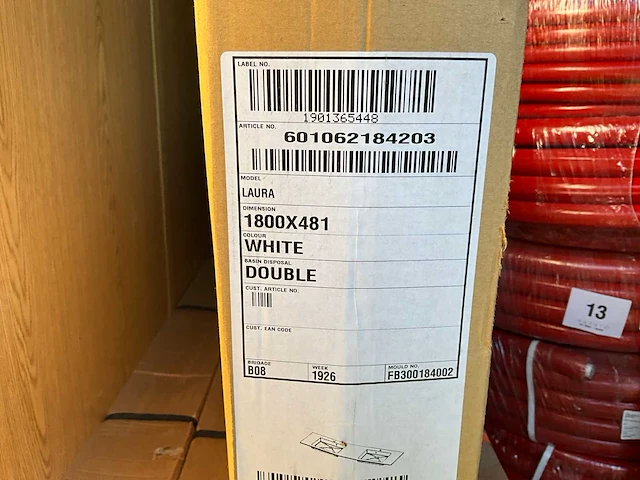 LABEL NO.
1901365448
ARTICLE NO.
601062184203
MODEL
LAURA
DIMENSION
1800X481
COLOUR
WHITE
BASIN DISPOSAL
DOUBLE
CUST. ARTICLE NO.
CUST. EAN CODE
BRIGADE WEEK MOULD NO.
B08 1926 FB300184002
13